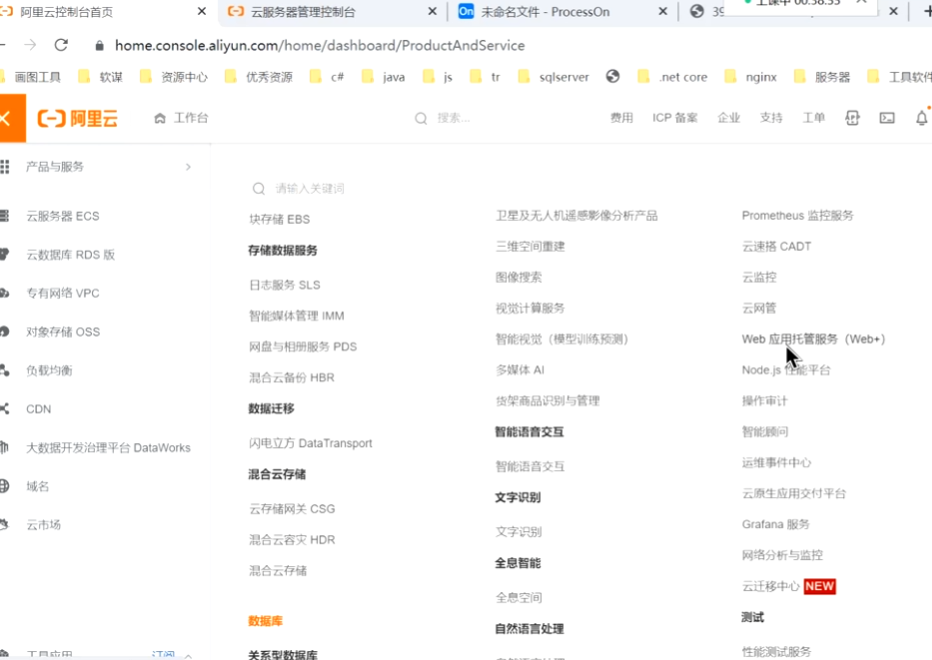 阿里云控制台首页
云服务器管理控制台
On 未命名文件 - ProcessOn
home.console.aliyun.com/home/dashboard/ProductAndService
画图工具 软谋 资源中心 优秀资源 c# java js tr sqlserver .net core nginx 服务器 工具软件
阿里云 工作台 搜索... 费用 ICP 备案 企业 支持 工单
产品与服务
云服务器 ECS
云数据库 RDS 版
专有网络 VPC
对象存储 OSS
负载均衡
CDN
大数据开发治理平台 DataWorks
域名
云市场
请输入关键词
块存储 EBS
存储数据服务
日志服务 SLS
智能媒体管理 IMM
网盘与相册服务 PDS
混合云备份 HBR
数据迁移
闪电立方 DataTransport
混合云存储
云存储网关 CSG
混合云容灾 HDR
混合云存储
数据库
关系型数据库
卫星及无人机遥感影像分析产品
三维空间重建
图像搜索
视觉计算服务
智能视觉（模型训练预测）
多媒体 AI
货架商品识别与管理
智能语音交互
智能语音交互
文字识别
文字识别
全息智能
全息空间
自然语言处理
Prometheus 监控服务
云速搭 CADT
云监控
云网管
Web 应用托管服务（Web+）
Node.js 性能平台
操作审计
智能顾问
运维事件中心
云原生应用交付平台
Grafana 服务
网络分析与监控
云迁移中心 NEW
测试
性能测试服务